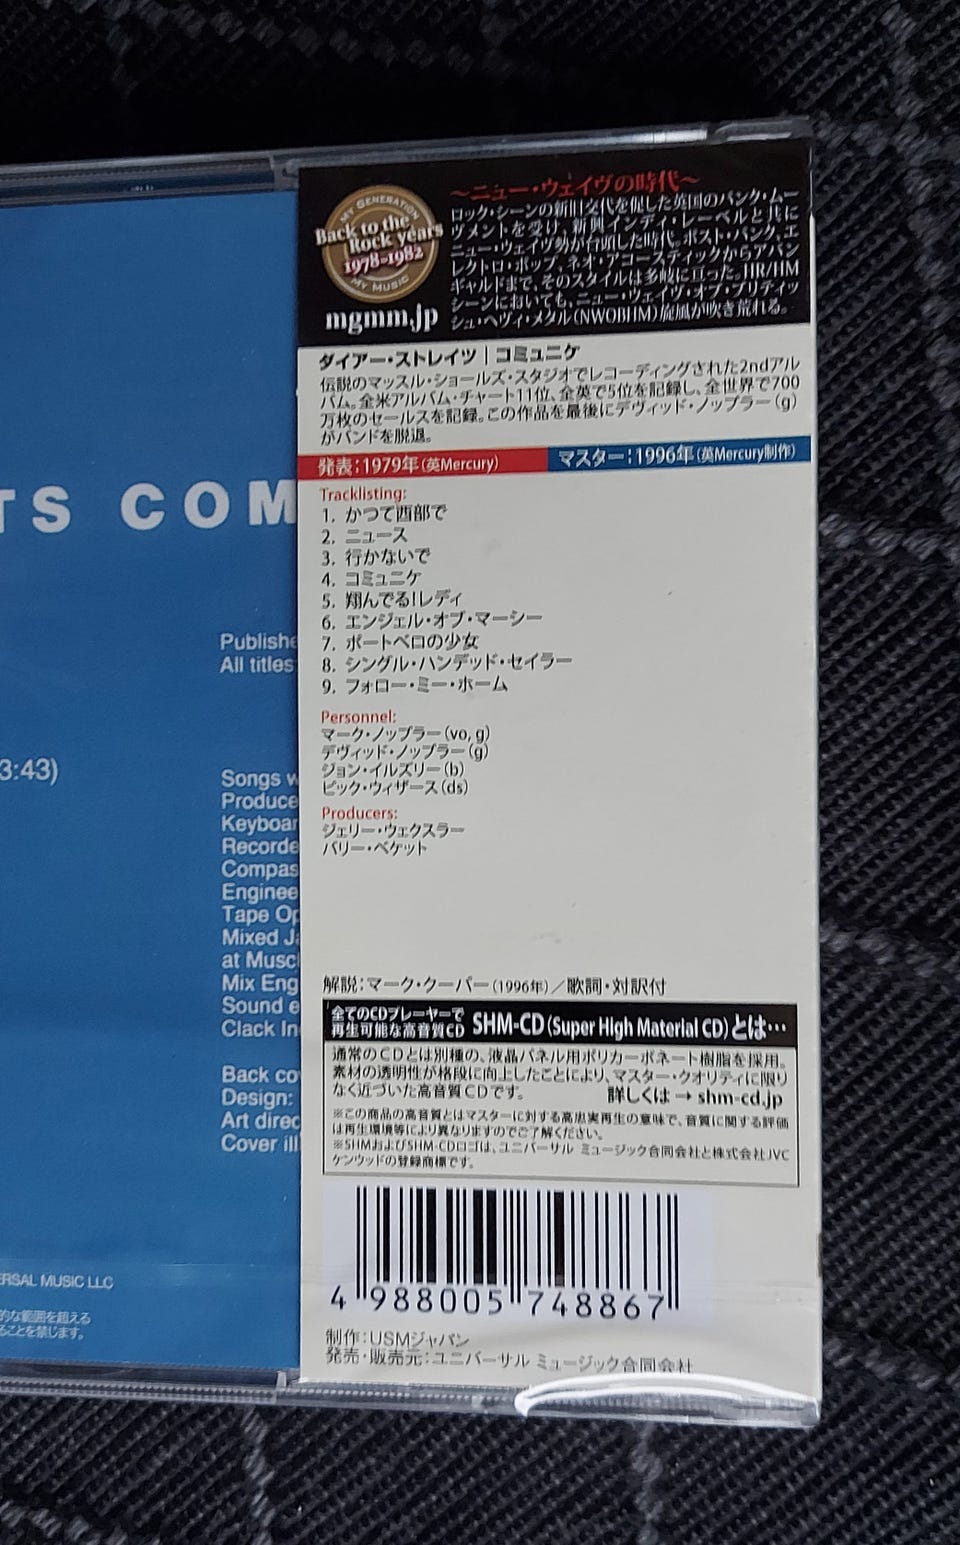 TS COM
Publishe
All titles
3:43)
Songs w
Produce
Keyboar
Recorde
Compas
Enginee
Tape Op
Mixed Ja
at Musc
Mix Eng
Sound e
Clack In
Back co
Design:
Art direc
Cover ill
ERSAL MUSIC LLC
的な範囲を超える
ることを禁じます。
MY GENERATION
Back to the
Rock years
1978-1982
MY MUSIC
mgmm.jp
～ニュー・ウェイヴの時代～
ロック・シーンの新旧交代を促した英国のパンク・ムー
ヴメントを受け、新興インディ・レーベルと共に
ニュー・ウェイヴ勢が台頭した時代。ポスト・パンク、エ
レクトロ・ポップ、ネオ・アコースティックからアバン
ギャルドまで、そのスタイルは多岐に亘った。HR/HM
シーンにおいても、ニュー・ウェイヴ・オブ・ブリティッ
シュ・ヘヴィ・メタル(NWOBHM)旋風が吹き荒れる。
ダイアー・ストレイツ｜コミュニケ
伝説のマッスル・ショールズ・スタジオでレコーディングされた2ndアル
バム。全米アルバム・チャート11位、全英で5位を記録し、全世界で700
万枚のセールスを記録。この作品を最後にデヴィッド・ノップラー(g)
がバンドを脱退。
発表：1979年(英Mercury) マスター：1996年(英Mercury制作)
Tracklisting:
1. かつて西部で
2. ニュース
3. 行かないで
4. コミュニケ
5. 翔んでる!レディ
6. エンジェル・オブ・マーシー
7. ポートベロの少女
8. シングル・ハンデッド・セイラー
9. フォロー・ミー・ホーム
Personnel:
マーク・ノップラー(vo, g)
デヴィッド・ノップラー(g)
ジョン・イルズリー(b)
ピック・ウィザース(ds)
Producers:
ジェリー・ウェクスラー
バリー・ベケット
解説：マーク・クーパー(1996年)／歌詞・対訳付
全てのCDプレーヤーで
再生可能な高音質CD SHM-CD(Super High Material CD)とは…
通常のCDとは別種の、液晶パネル用ポリカーボネート樹脂を採用。
素材の透明性が格段に向上したことにより、マスター・クオリティに限り
なく近づいた高音質CDです。 詳しくは→shm-cd.jp
※この商品の高音質とはマスターに対する高忠実再生の意味で、音質に関する評価
は再生環境等により異なりますのでご了解ください。
※SHMおよびSHM-CDロゴは、ユニバーサル ミュージック合同会社と株式会社JVC
ケンウッドの登録商標です。
4 988005 748867
制作：USMジャパン
発売・販売元：ユニバーサル ミュージック合同会社